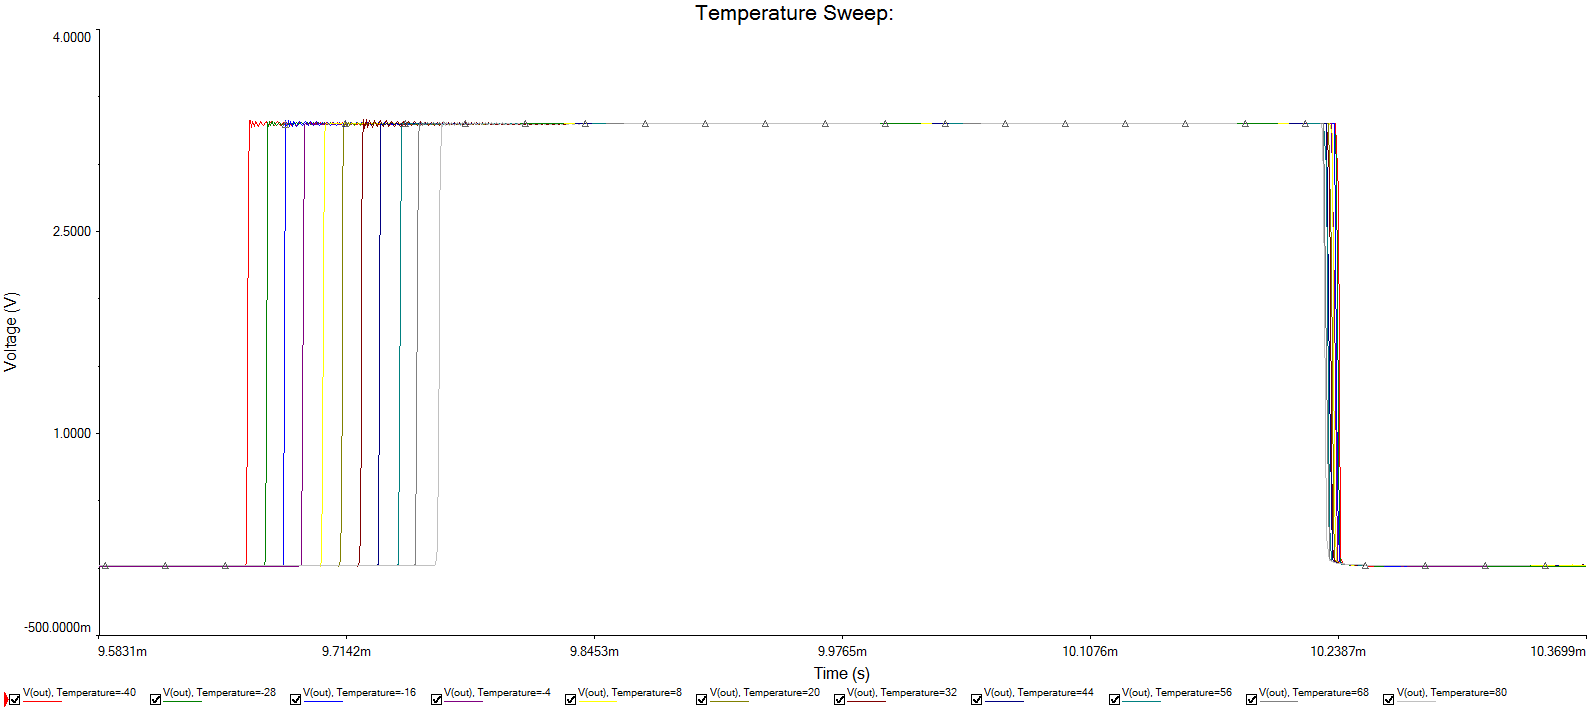 Temperature Sweep:
4.0000
2.5000
1.0000
-500.0000m
Voltage (V)
9.5831m 9.7142m 9.8453m 9.9765m 10.1076m 10.2387m 10.3699m
Time (s)
V(out), Temperature=-40 V(out), Temperature=-28 V(out), Temperature=-16 V(out), Temperature=-4 V(out), Temperature=8 V(out), Temperature=20 V(out), Temperature=32 V(out), Temperature=44 V(out), Temperature=56 V(out), Temperature=68 V(out), Temperature=80